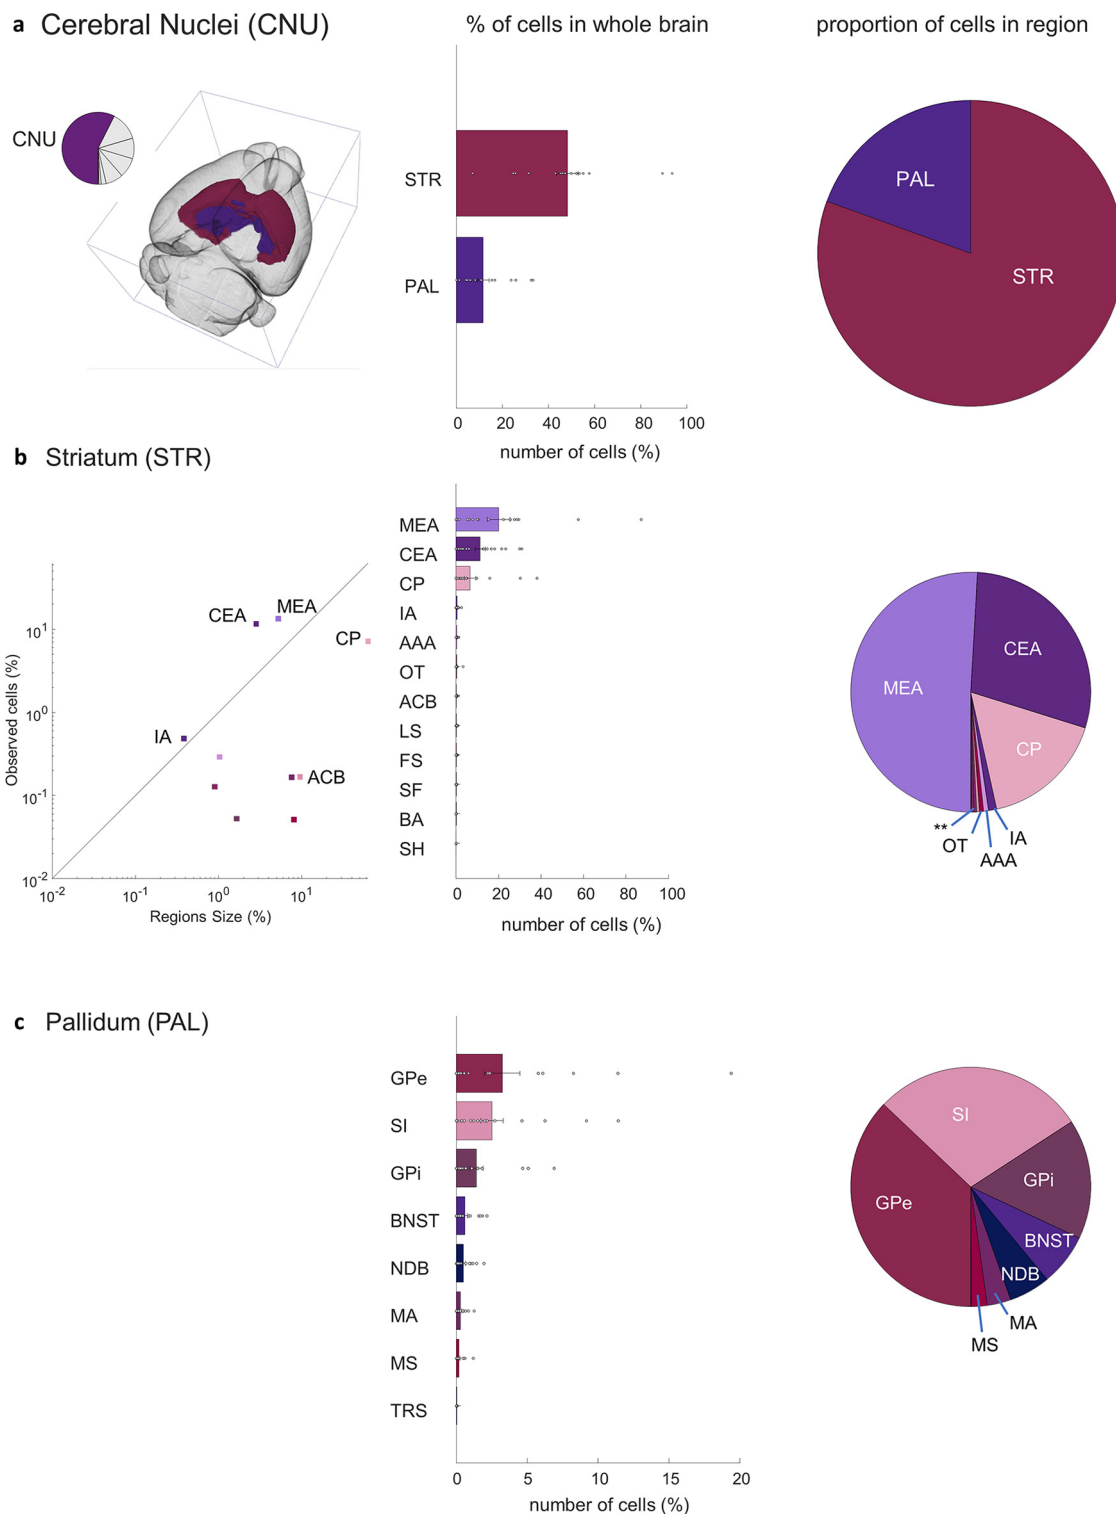 a Cerebral Nuclei (CNU)
% of cells in whole brain
proportion of cells in region
CNU
STR
PAL
0 20 40 60 80 100
number of cells (%)
PAL
STR
b Striatum (STR)
Observed cells (%)
10^1
10^0
10^-1
10^-2
10^-2 10^-1 10^0 10^1
Regions Size (%)
CEA
MEA
CP
IA
ACB
MEA
CEA
CP
IA
AAA
OT
ACB
LS
FS
SF
BA
SH
0 20 40 60 80 100
number of cells (%)
MEA
CEA
CP
**
OT
AAA
IA
c Pallidum (PAL)
GPe
SI
GPi
BNST
NDB
MA
MS
TRS
0 5 10 15 20
number of cells (%)
SI
GPi
GPe
BNST
NDB
MA
MS